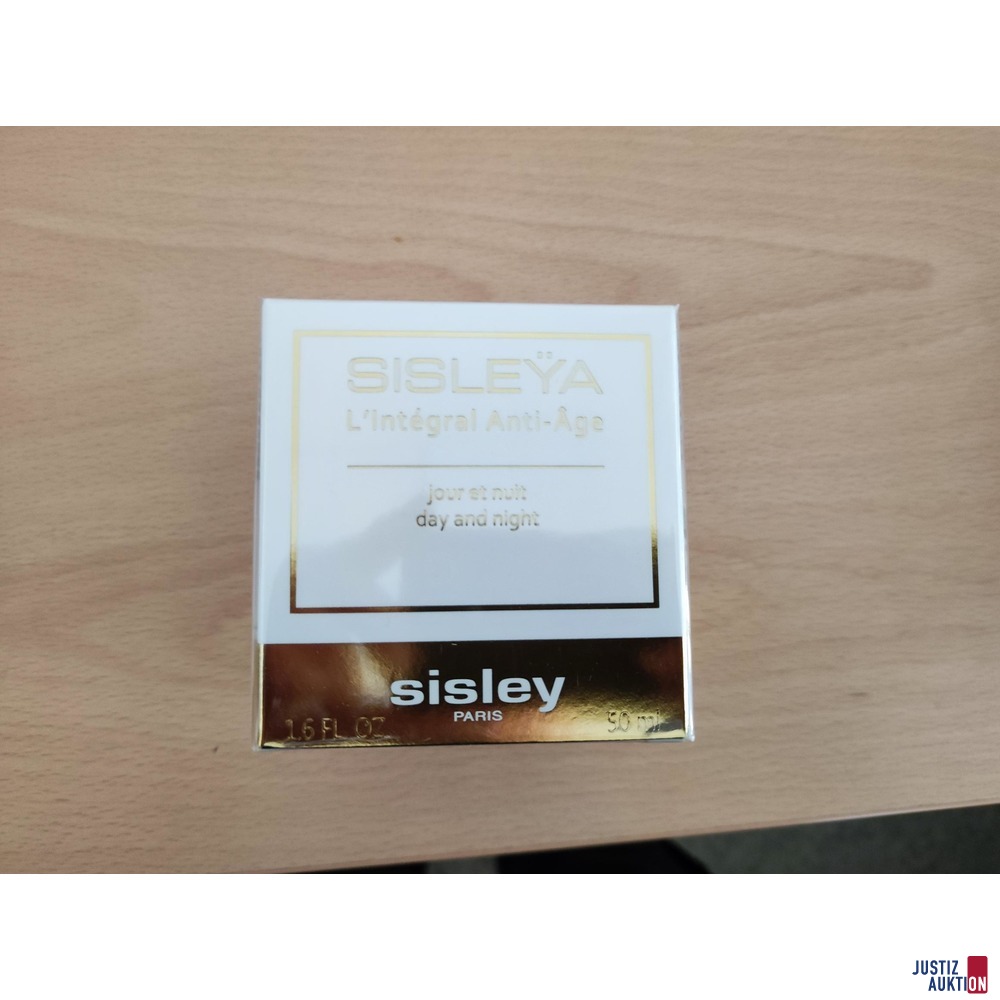 SISLEŸA
L'Intégral Anti-Âge
jour et nuit
day and night
sisley
PARIS
1.6 FL. OZ
50 ml
JUSTIZ
AUKTION